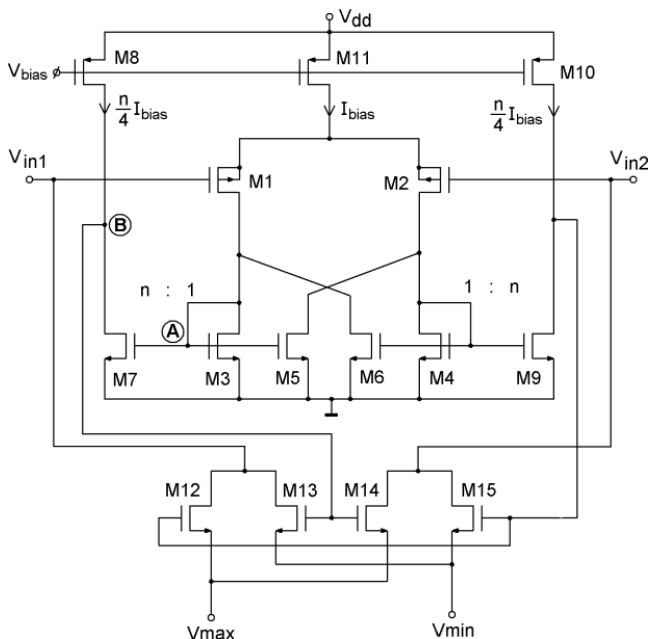 Vdd
M8
M11
M10
Vbias
n/4 Ibias
Ibias
n/4 Ibias
Vin1
Vin2
M1
M2
B
n : 1
1 : n
A
M7
M3
M5
M6
M4
M9
M12
M13
M14
M15
Vmax
Vmin